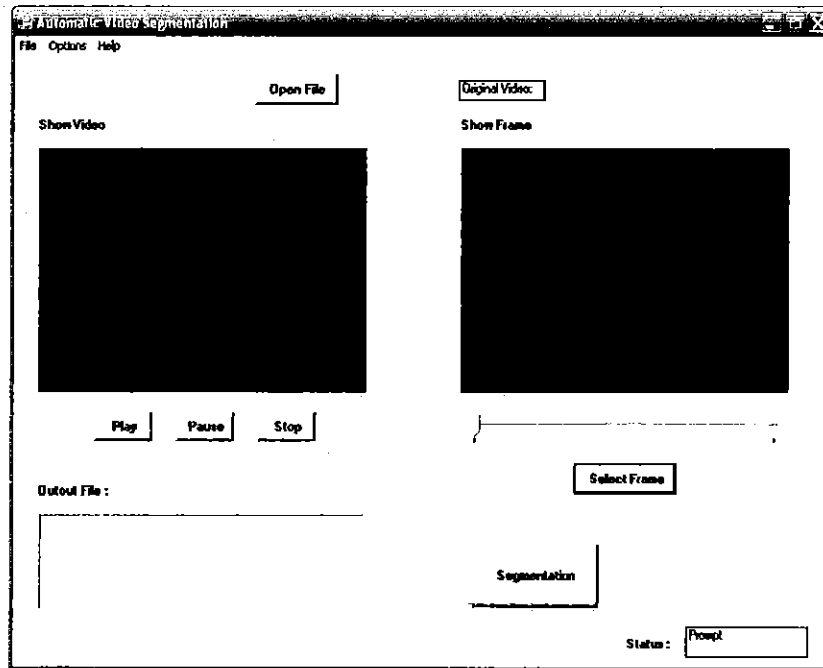 Automatic Video Segmentation
File Options Help
Open File
Original Video:
Show Video
Show Frame
Play Pause Stop
Select Frame
Outout File :
Segmentation
Status :
Prompt